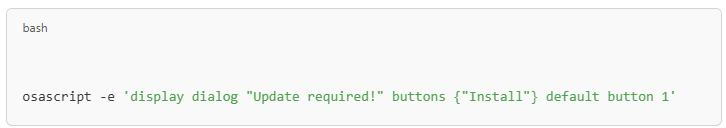 bash
osascript -e 'display dialog "Update required!" buttons {"Install"} default button 1'